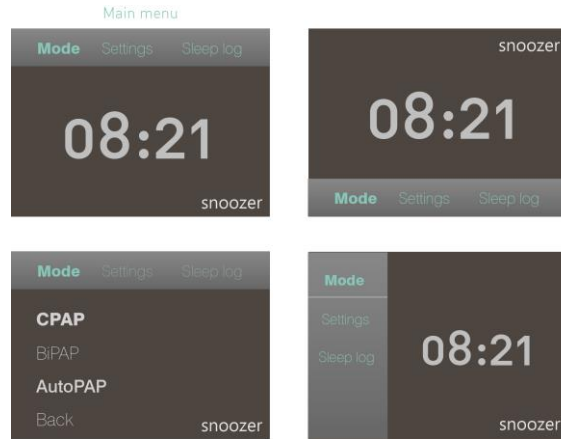 Main menu
Mode Settings Sleep log
08:21
snoozer
snoozer
08:21
Mode Settings Sleep log
Mode Settings Sleep log
CPAP
BiPAP
AutoPAP
Back
snoozer
Mode
Settings
Sleep log
08:21
snoozer